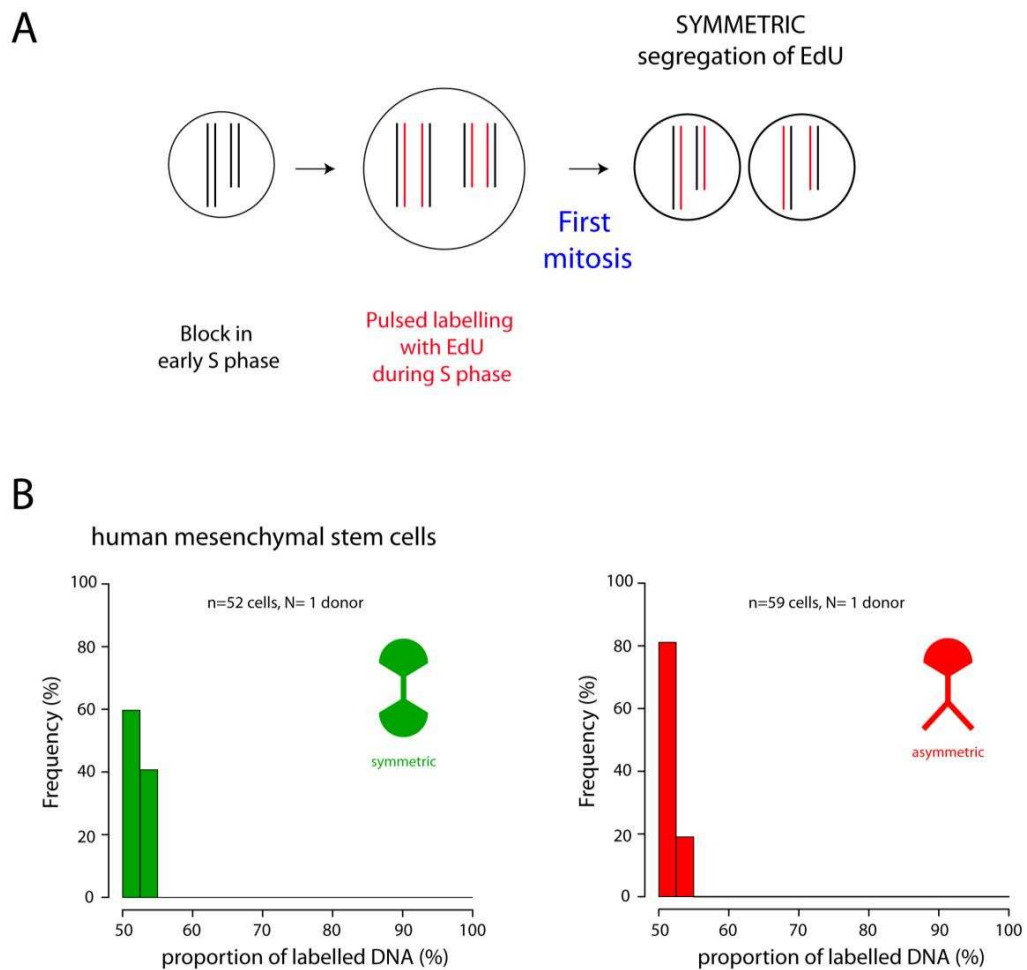 A
SYMMETRIC
segregation of EdU
First
mitosis
Block in
early S phase
Pulsed labelling
with EdU
during S phase
B
human mesenchymal stem cells
100
80
60
40
20
0
Frequency (%)
n=52 cells, N= 1 donor
symmetric
50 60 70 80 90 100
proportion of labelled DNA (%)
100
80
60
40
20
0
Frequency (%)
n=59 cells, N= 1 donor
asymmetric
50 60 70 80 90 100
proportion of labelled DNA (%)